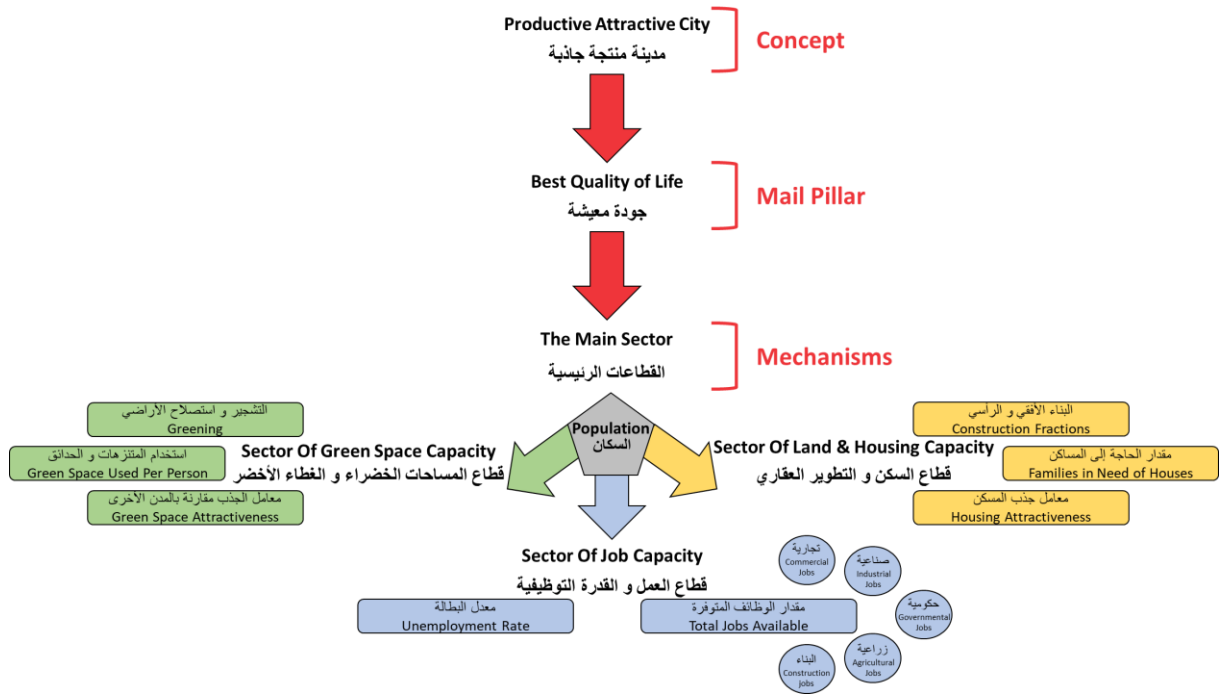 Productive Attractive City
مدينة منتجة جاذبة
Concept
Best Quality of Life
جودة معيشة
Mail Pillar
The Main Sector
القطاعات الرئيسية
Mechanisms
Population
السكان
Sector Of Green Space Capacity
قطاع المساحات الخضراء و الغطاء الأخضر
التشجير و استصلاح الأراضي
Greening
استخدام المتنزهات و الحدائق
Green Space Used Per Person
معامل الجذب مقارنة بالمدن الأخرى
Green Space Attractiveness
Sector Of Land & Housing Capacity
قطاع السكن و التطوير العقاري
البناء الأفقي و الرأسي
Construction Fractions
مقدار الحاجة إلى المساكن
Families in Need of Houses
معامل جذب المسكن
Housing Attractiveness
Sector Of Job Capacity
قطاع العمل و القدرة التوظيفية
معدل البطالة
Unemployment Rate
مقدار الوظائف المتوفرة
Total Jobs Available
تجارية
Commercial
Jobs
صناعية
Industrial
Jobs
حكومية
Governmental
Jobs
زراعية
Agricultural
Jobs
البناء
Construction
Jobs